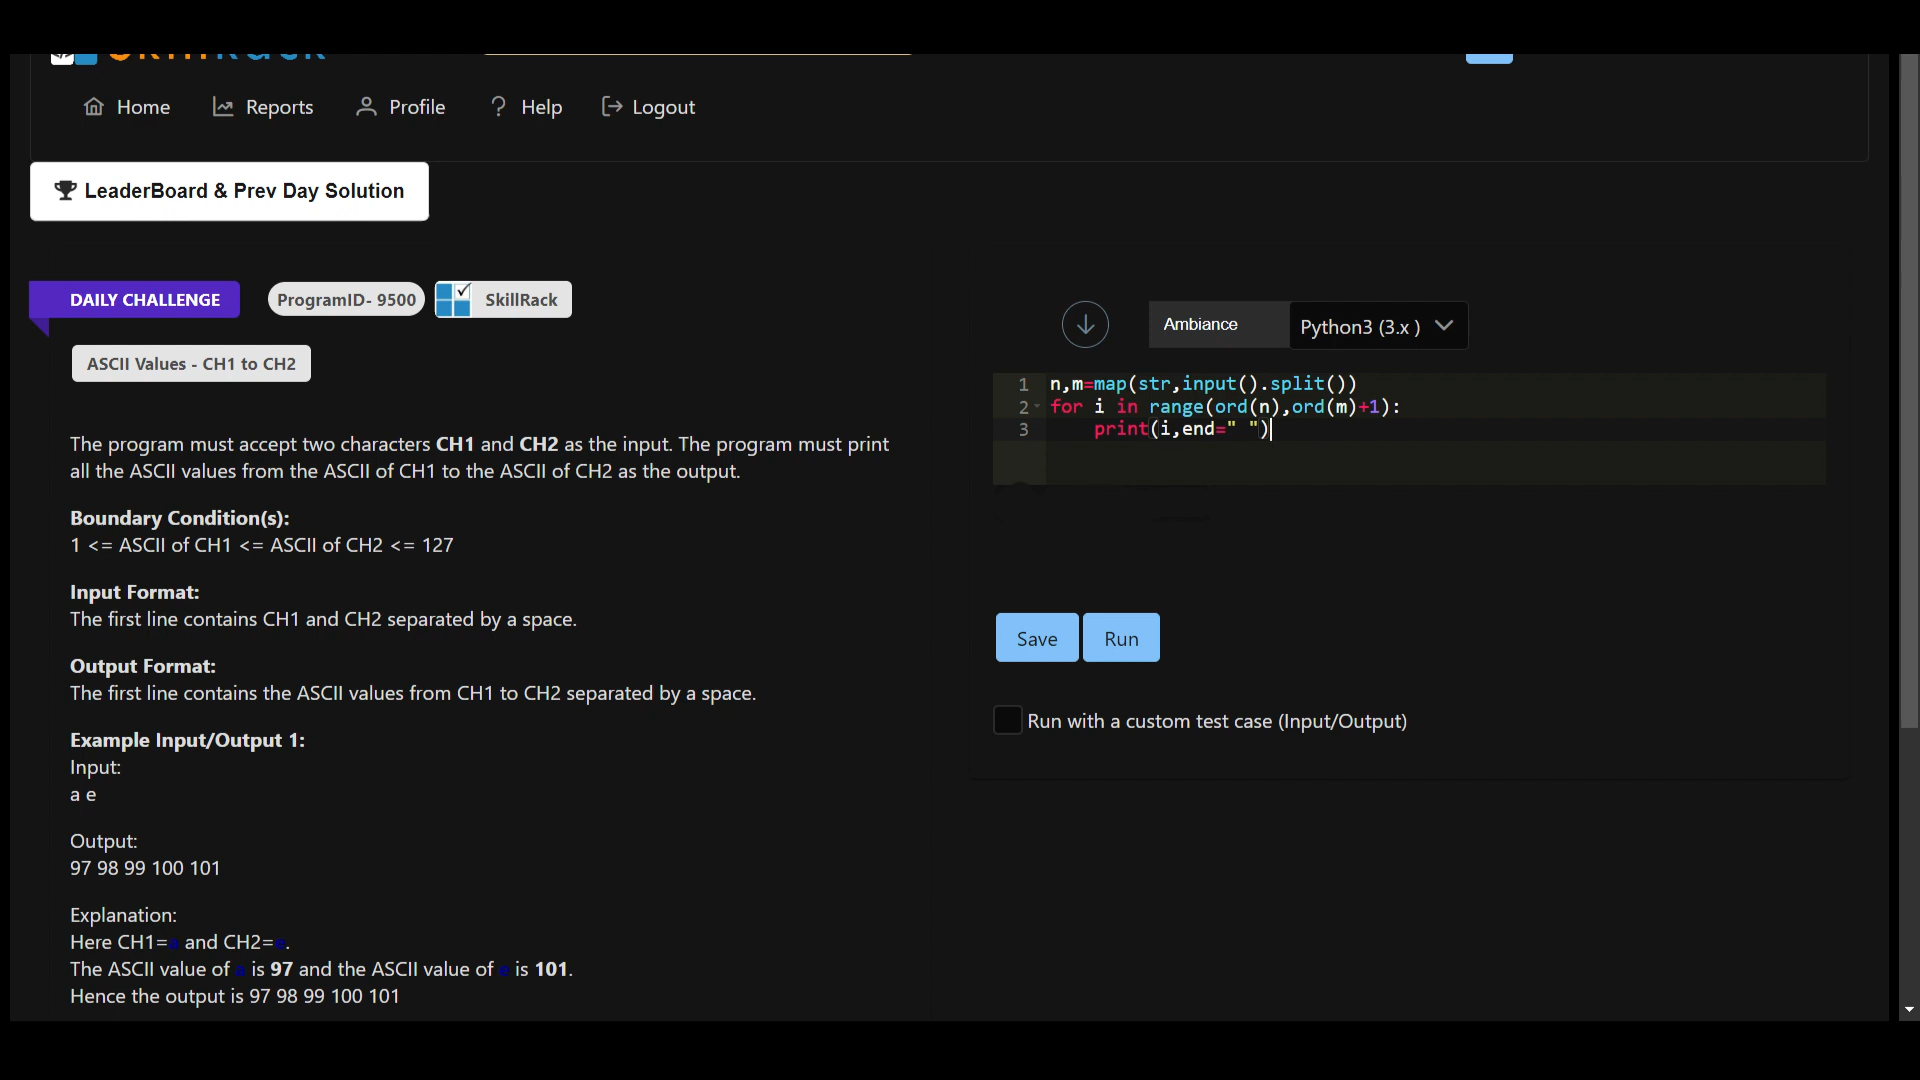 Home Reports Profile ? Help Logout
LeaderBoard & Prev Day Solution
DAILY CHALLENGE ProgramID- 9500 SkillRack
ASCII Values - CH1 to CH2
The program must accept two characters CH1 and CH2 as the input. The program must print
all the ASCII values from the ASCII of CH1 to the ASCII of CH2 as the output.
Boundary Condition(s):
1 <= ASCII of CH1 <= ASCII of CH2 <= 127
Input Format:
The first line contains CH1 and CH2 separated by a space.
Output Format:
The first line contains the ASCII values from CH1 to CH2 separated by a space.
Example Input/Output 1:
Input:
a e
Output:
97 98 99 100 101
Explanation:
Here CH1=a and CH2=e.
The ASCII value of a is 97 and the ASCII value of e is 101.
Hence the output is 97 98 99 100 101
Ambiance Python3 (3.x )
1 n,m=map(str,input().split())
2 for i in range(ord(n),ord(m)+1):
3 print(i,end=" ")
Save Run
Run with a custom test case (Input/Output)